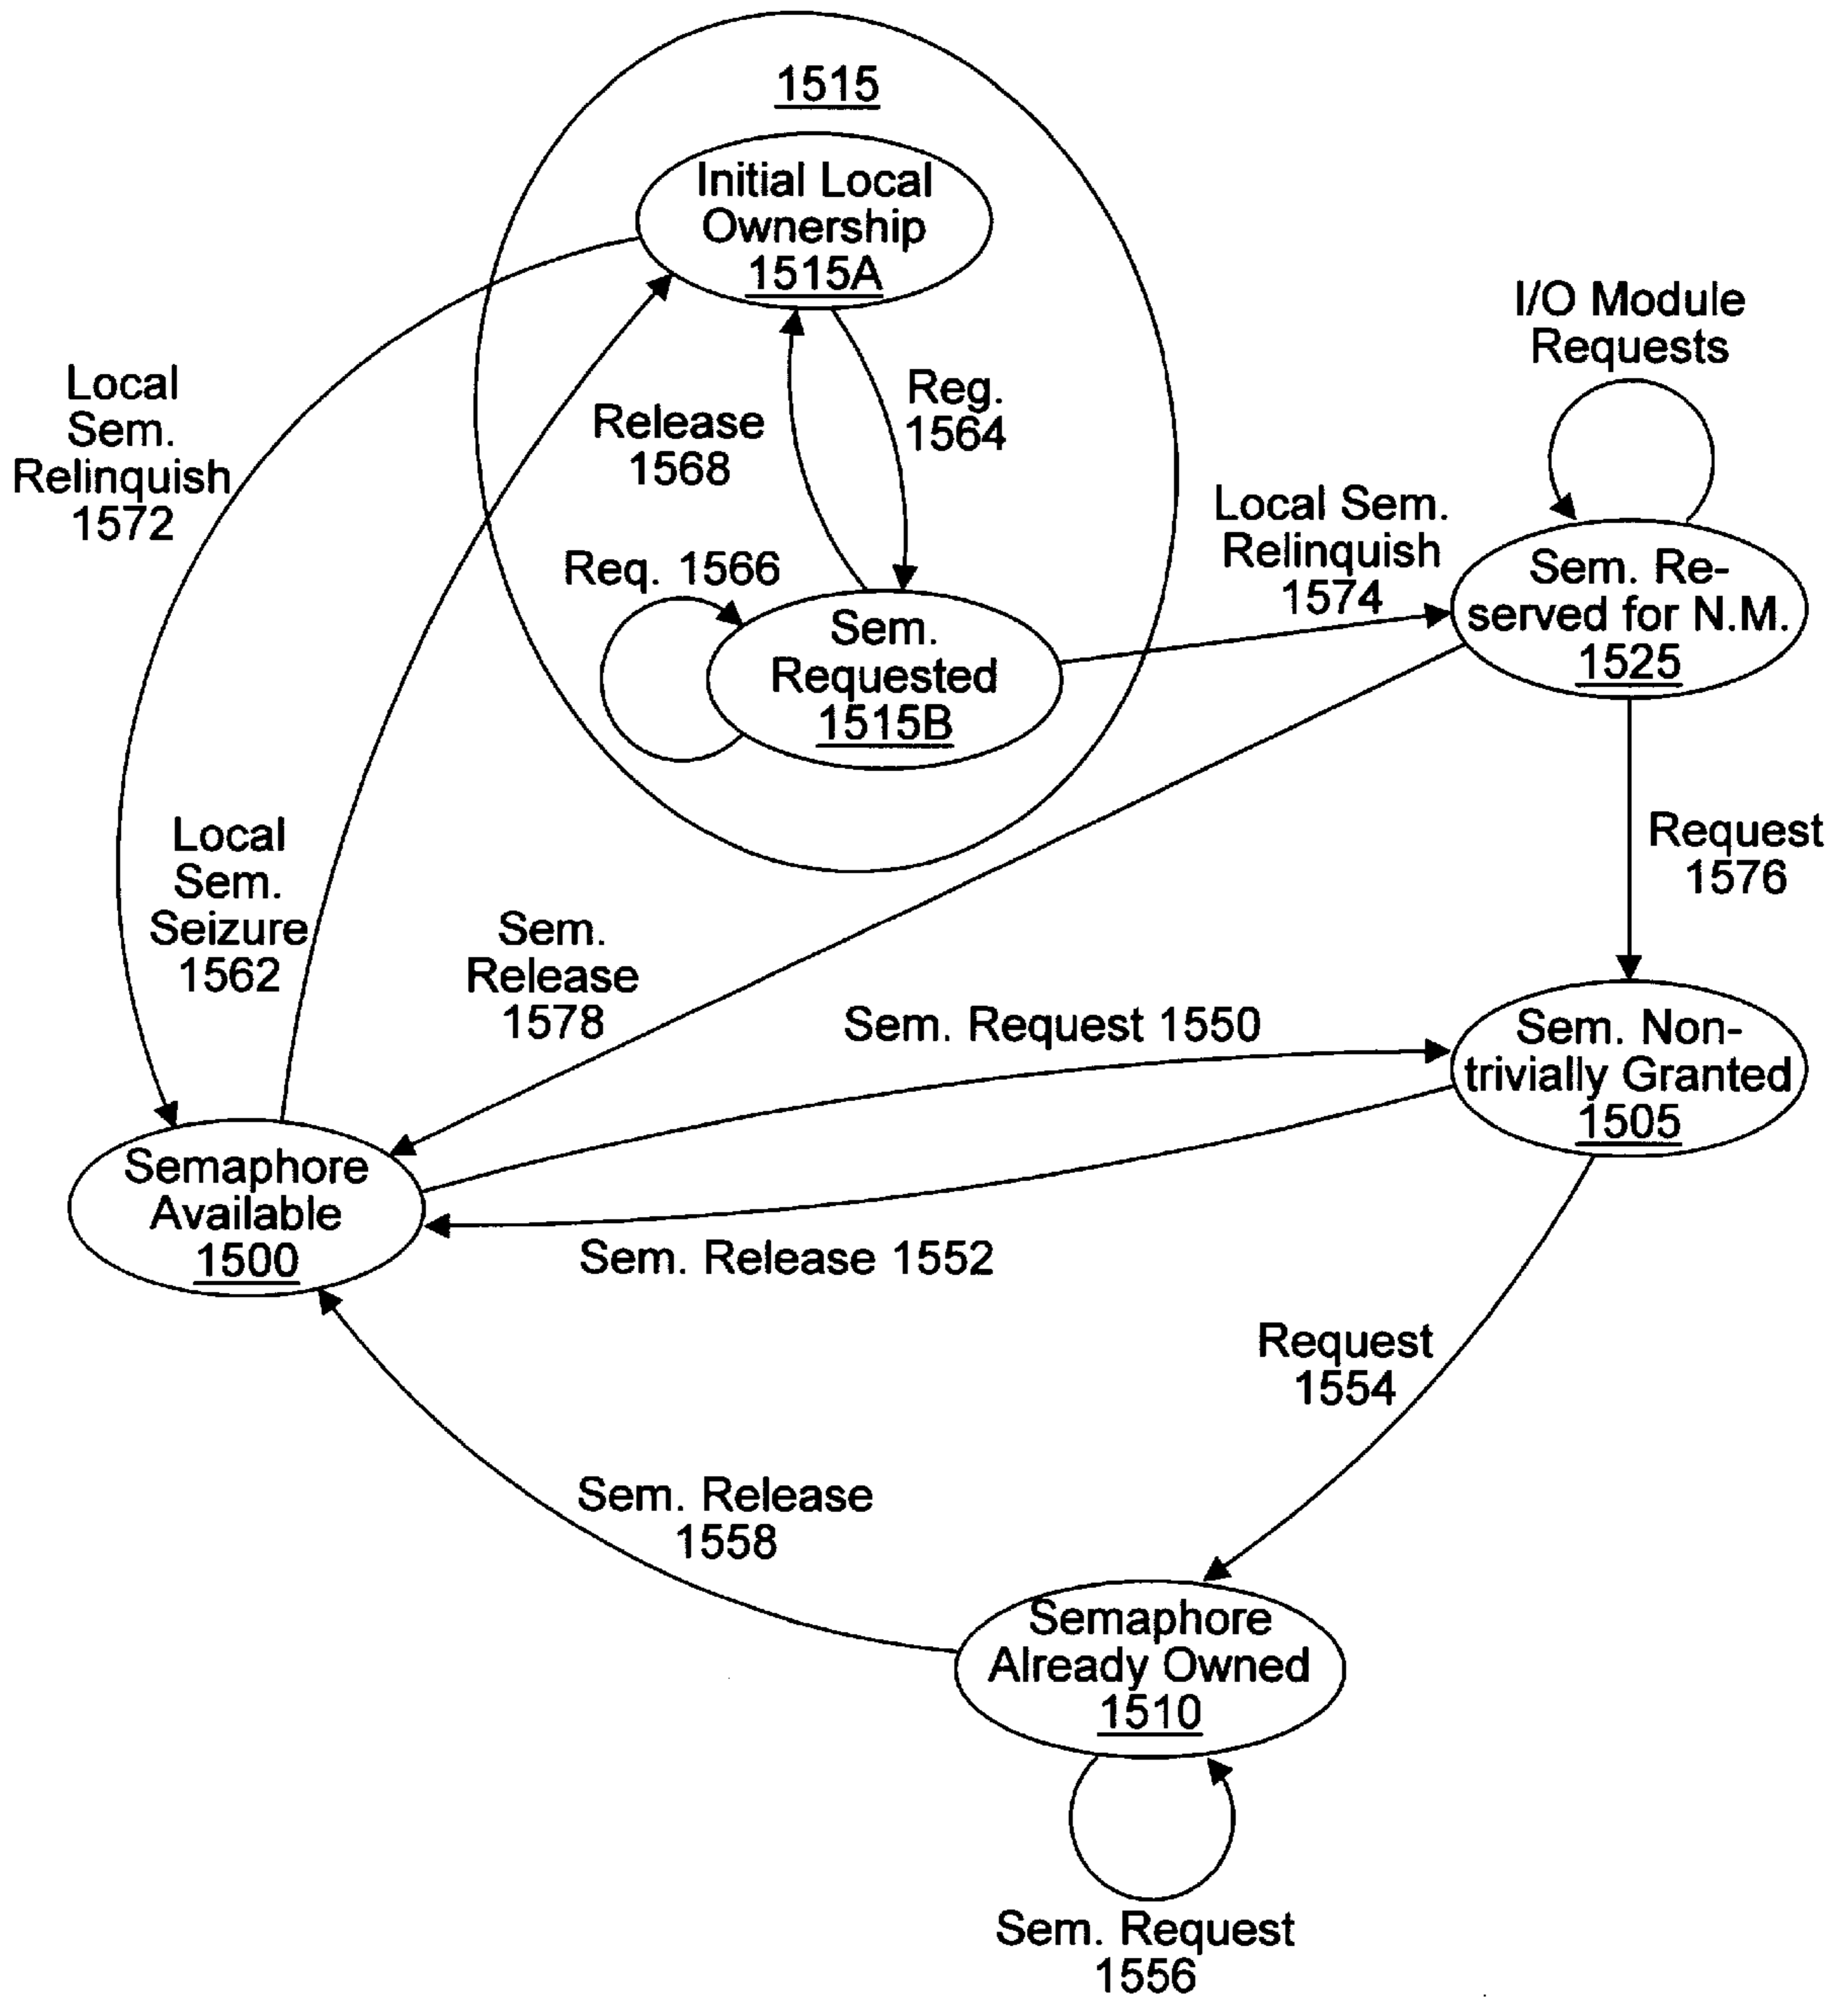 1515
Initial Local
Ownership
1515A
I/O Module
Requests
Local
Sem.
Relinquish
1572
Release
1568
Reg.
1564
Local Sem.
Relinquish
1574
Req. 1566
Sem.
Requested
1515B
Sem. Re-
served for N.M.
1525
Request
1576
Local
Sem.
Seizure
1562
Sem.
Release
1578
Sem. Request 1550
Sem. Non-
trivially Granted
1505
Semaphore
Available
1500
Sem. Release 1552
Request
1554
Sem. Release
1558
Semaphore
Already Owned
1510
Sem. Request
1556